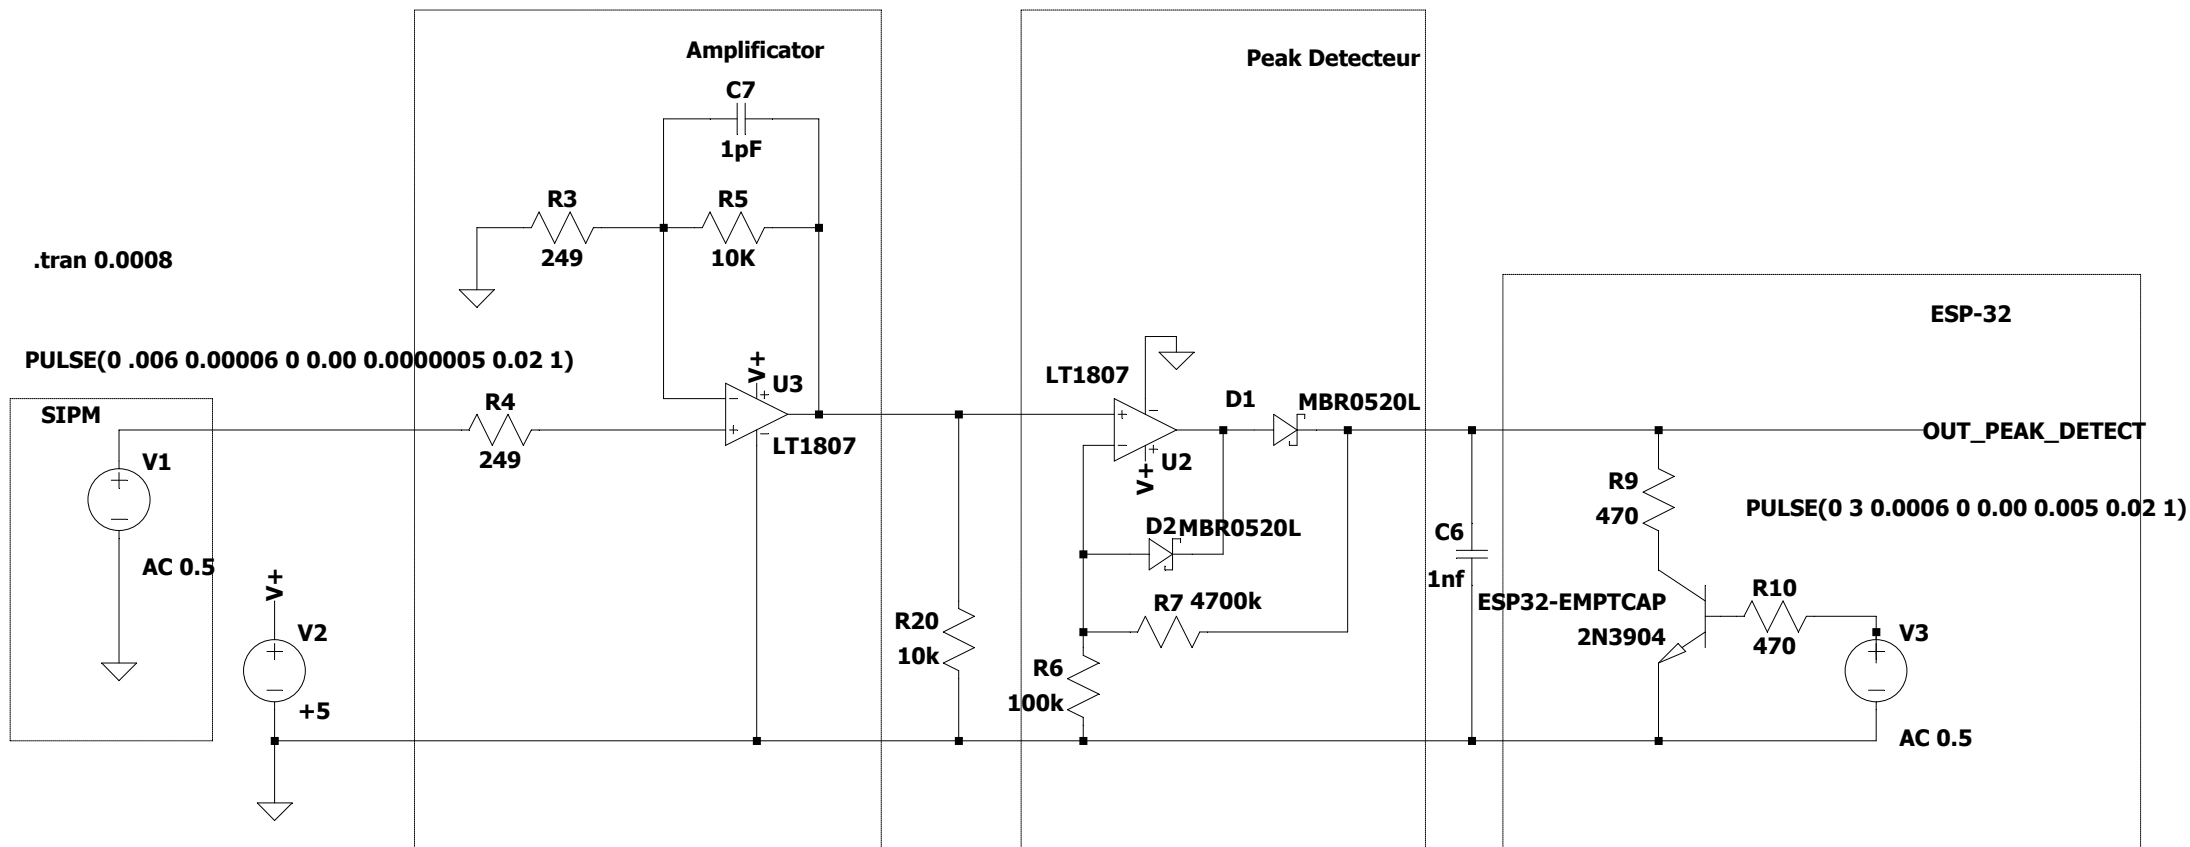 Amplificator
Peak Detecteur
C7
1pF
R3
249
R5
10K
.tran 0.0008
ESP-32
PULSE(0 .006 0.00006 0 0.00 0.0000005 0.02 1)
V+
U3
LT1807
SIPM
R4
249
LT1807
D1
MBR0520L
OUT_PEAK_DETECT
V1
U2
V+
R9
470
PULSE(0 3 0.0006 0 0.00 0.005 0.02 1)
D2
MBR0520L
C6
1nf
AC 0.5
V+
R7
4700k
ESP32-EMPTCAP
2N3904
R10
470
V3
V2
+5
R20
10k
R6
100k
AC 0.5